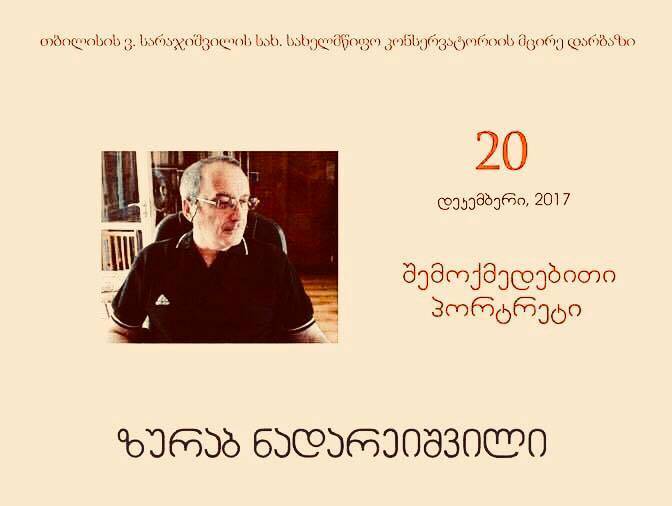 თბილისის ვ. სარაჯიშვილის სახ. სახელმწიფო კონსერვატორიის მცირე დარბაზი
20
დეკემბერი, 2017
შემოქმედებითი
პორტრეტი
ზურაბ ნადარეიშვილი